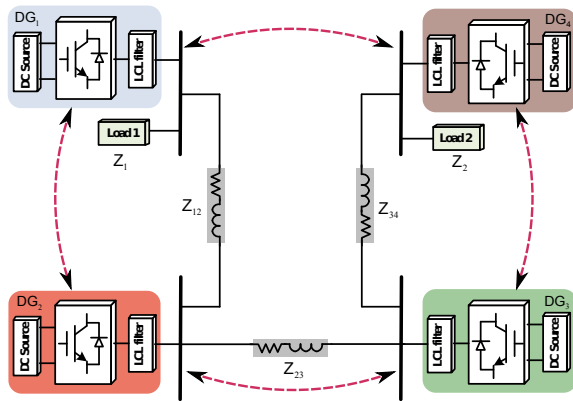 DG₁
DC Source
LCL filter
DG₄
LCL filter
DC Source
Load 1
Z₁
Load 2
Z₂
Z₁₂
Z₃₄
DG₂
DC Source
LCL filter
DG₃
LCL filter
DC Source
Z₂₃